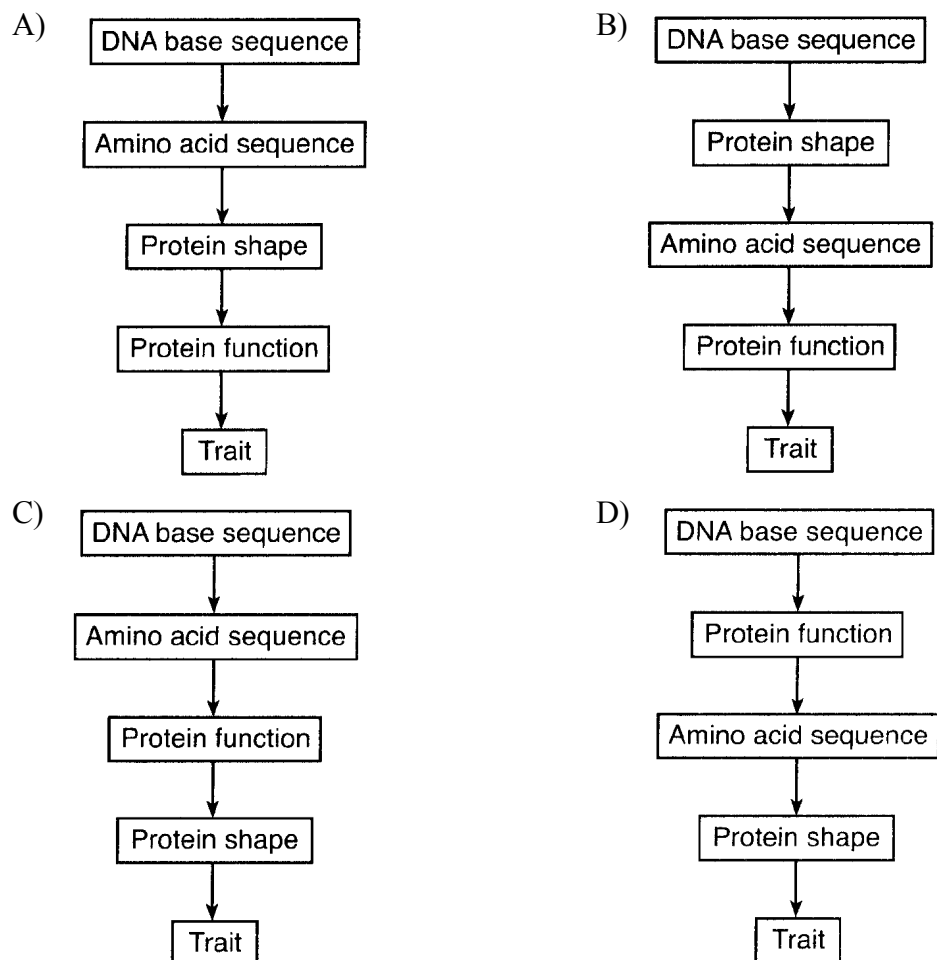 A)
DNA base sequence
Amino acid sequence
Protein shape
Protein function
Trait
B)
DNA base sequence
Protein shape
Amino acid sequence
Protein function
Trait
C)
DNA base sequence
Amino acid sequence
Protein function
Protein shape
Trait
D)
DNA base sequence
Protein function
Amino acid sequence
Protein shape
Trait